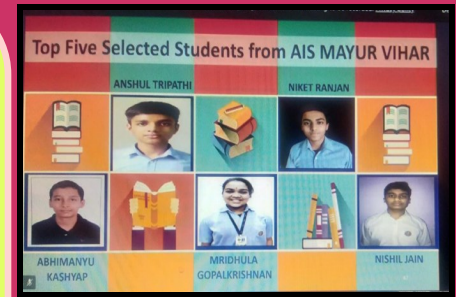 Top Five Selected Students from AIS MAYUR VIHAR
ANSHUL TRIPATHI
NIKET RANJAN
ABHIMANYU
KASHYAP
MRIDHULA
GOPALKRISHNAN
NISHIL JAIN